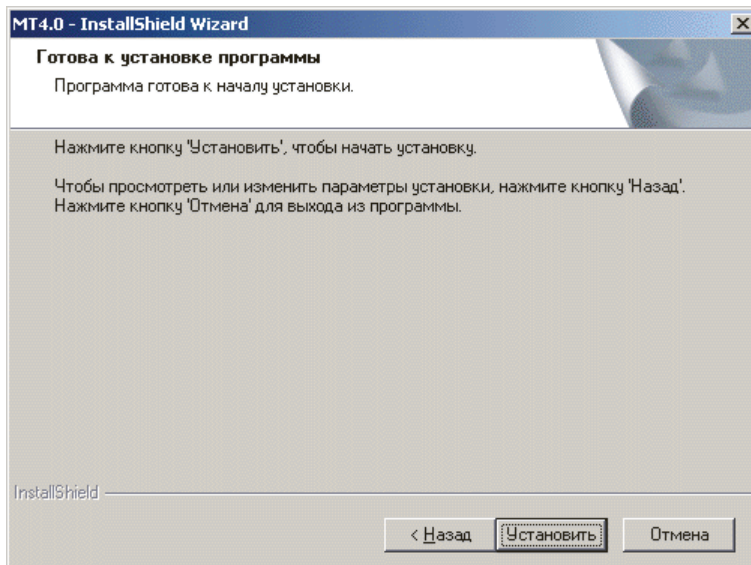 MT4.0 - InstallShield Wizard
Готова к установке программы
Программа готова к началу установки.
Нажмите кнопку 'Установить', чтобы начать установку.
Чтобы просмотреть или изменить параметры установки, нажмите кнопку 'Назад'.
Нажмите кнопку 'Отмена' для выхода из программы.
InstallShield
< Назад Установить Отмена